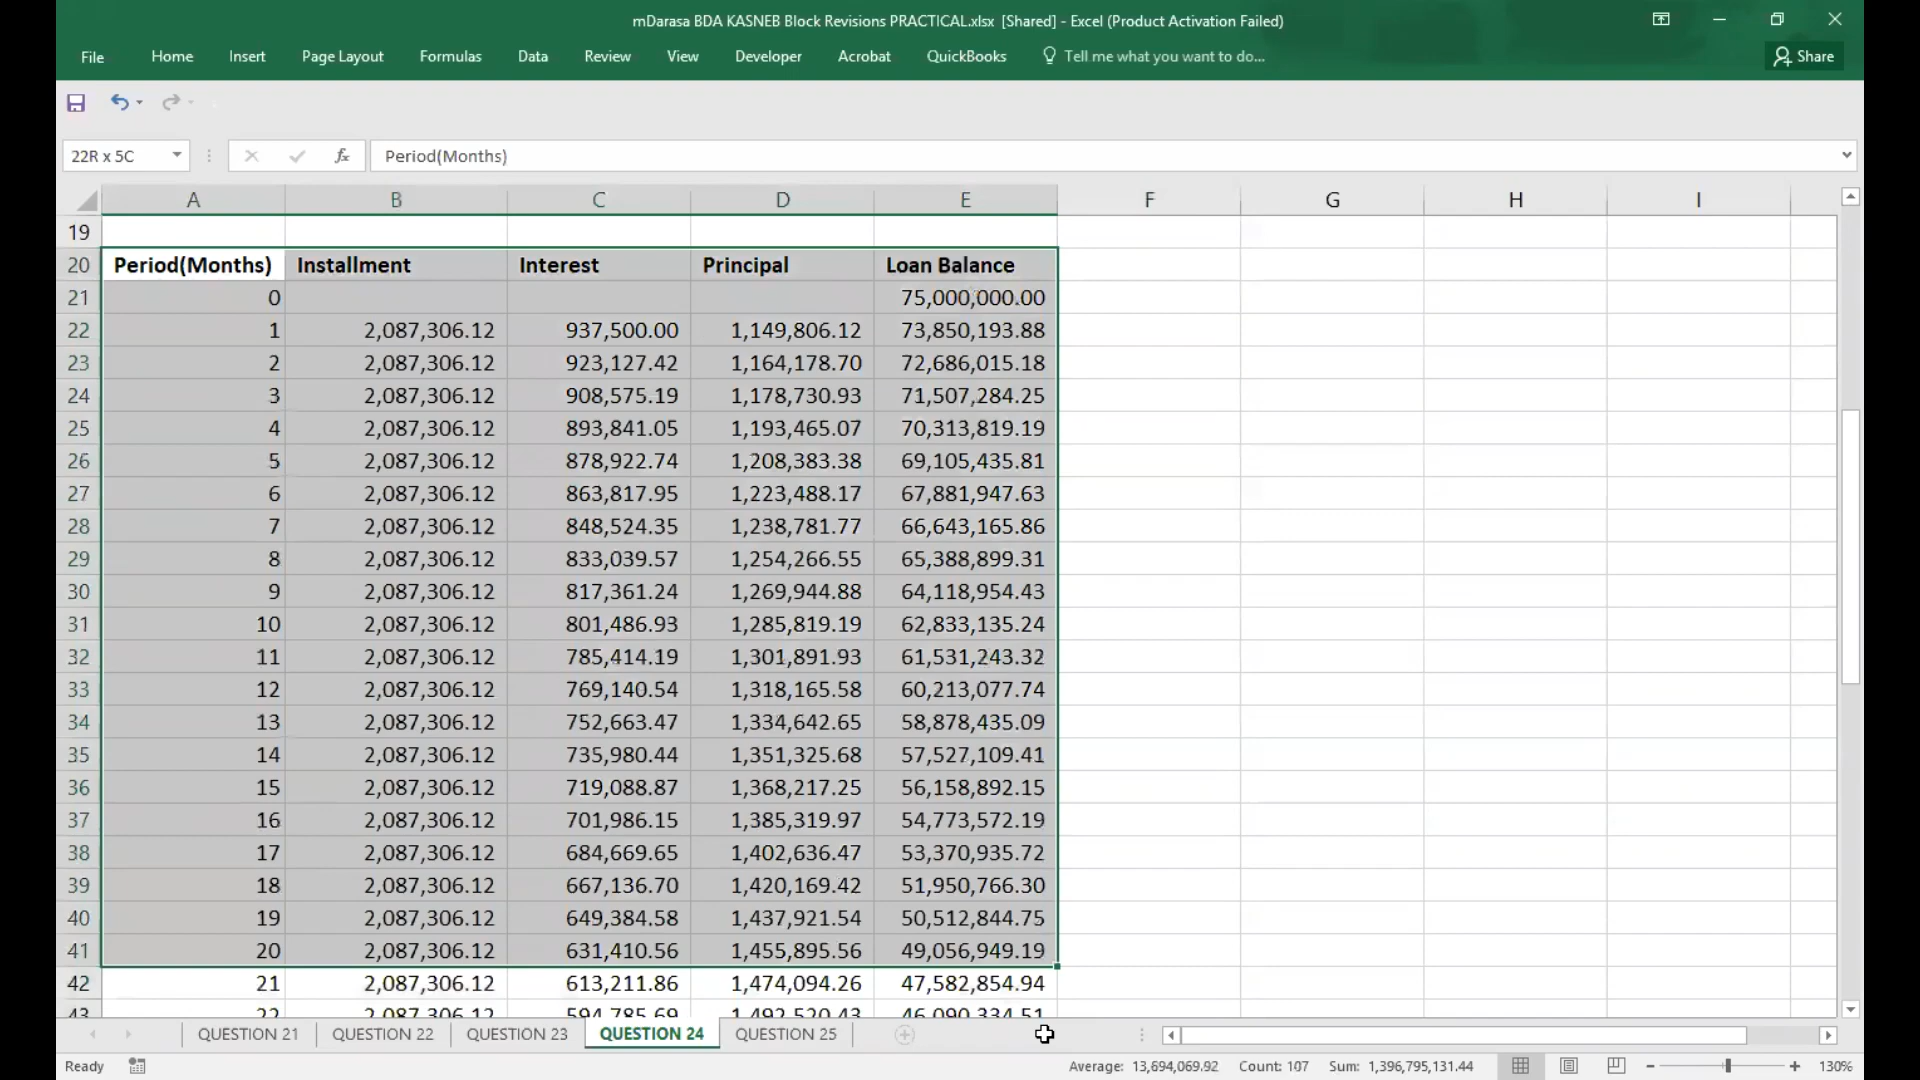 mDarasa BDA KASNEB Block Revisions PRACTICAL.xlsx [Shared] - Excel (Product Activation Failed)
File Home Insert Page Layout Formulas Data Review View Developer Acrobat QuickBooks Tell me what you want to do... Share
22R x 5C fx Period(Months)
A B C D E F G H I
19
20 Period(Months) Installment Interest Principal Loan Balance
21 0 75,000,000.00
22 1 2,087,306.12 937,500.00 1,149,806.12 73,850,193.88
23 2 2,087,306.12 923,127.42 1,164,178.70 72,686,015.18
24 3 2,087,306.12 908,575.19 1,178,730.93 71,507,284.25
25 4 2,087,306.12 893,841.05 1,193,465.07 70,313,819.19
26 5 2,087,306.12 878,922.74 1,208,383.38 69,105,435.81
27 6 2,087,306.12 863,817.95 1,223,488.17 67,881,947.63
28 7 2,087,306.12 848,524.35 1,238,781.77 66,643,165.86
29 8 2,087,306.12 833,039.57 1,254,266.55 65,388,899.31
30 9 2,087,306.12 817,361.24 1,269,944.88 64,118,954.43
31 10 2,087,306.12 801,486.93 1,285,819.19 62,833,135.24
32 11 2,087,306.12 785,414.19 1,301,891.93 61,531,243.32
33 12 2,087,306.12 769,140.54 1,318,165.58 60,213,077.74
34 13 2,087,306.12 752,663.47 1,334,642.65 58,878,435.09
35 14 2,087,306.12 735,980.44 1,351,325.68 57,527,109.41
36 15 2,087,306.12 719,088.87 1,368,217.25 56,158,892.15
37 16 2,087,306.12 701,986.15 1,385,319.97 54,773,572.19
38 17 2,087,306.12 684,669.65 1,402,636.47 53,370,935.72
39 18 2,087,306.12 667,136.70 1,420,169.42 51,950,766.30
40 19 2,087,306.12 649,384.58 1,437,921.54 50,512,844.75
41 20 2,087,306.12 631,410.56 1,455,895.56 49,056,949.19
42 21 2,087,306.12 613,211.86 1,474,094.26 47,582,854.94
43 22 2,087,306.12 594,785.69 1,492,520.43 46,090,334.51
QUESTION 21 QUESTION 22 QUESTION 23 QUESTION 24 QUESTION 25
Ready Average: 13,694,069.92 Count: 107 Sum: 1,396,795,131.44 130%